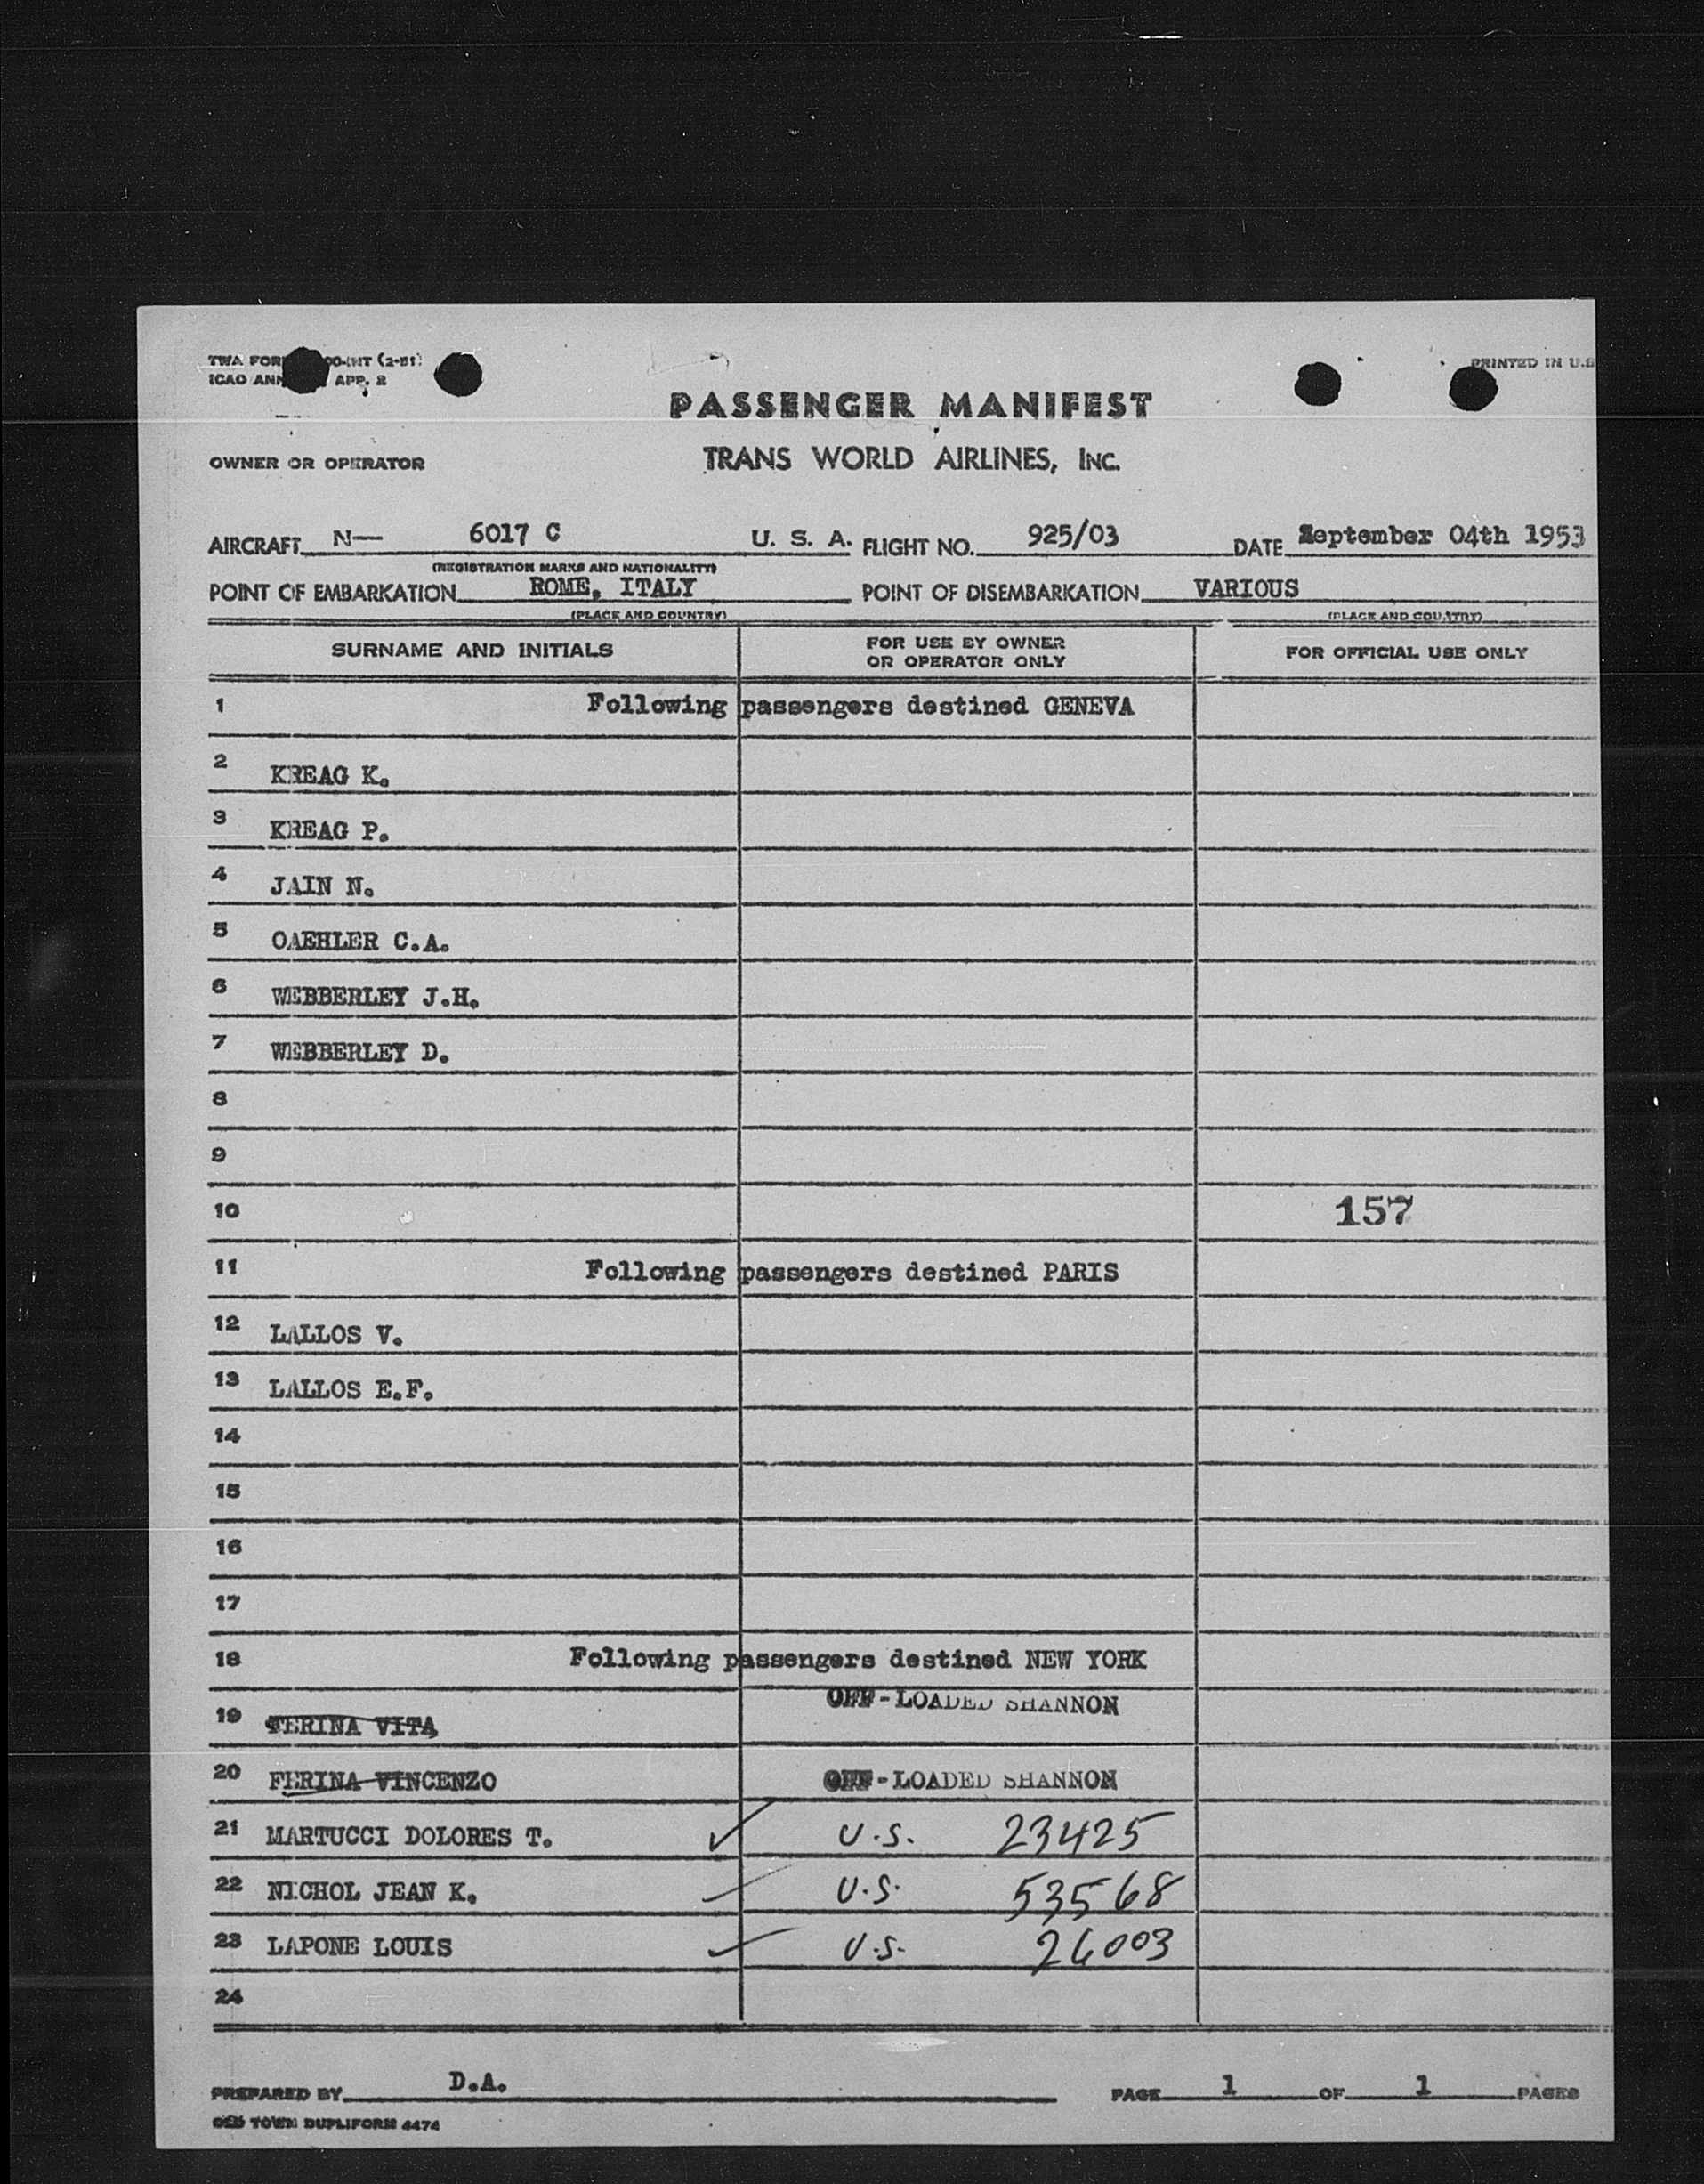 TWA FOR 00-INT (2-51)
ICAO ANN APP. 2
PRINTED IN U.S
PASSENGER MANIFEST
OWNER OR OPERATOR TRANS WORLD AIRLINES, INC.
AIRCRAFT N— 6017 C U. S. A. FLIGHT NO. 925/03 DATE September 04th 1953
(REGISTRATION MARKS AND NATIONALITY)
POINT OF EMBARKATION ROME, ITALY POINT OF DISEMBARKATION VARIOUS
(PLACE AND COUNTRY) (PLACE AND COUNTRY)
SURNAME AND INITIALS FOR USE BY OWNER OR OPERATOR ONLY FOR OFFICIAL USE ONLY
1 Following passengers destined GENEVA
2 KREAG K.
3 KREAG P.
4 JAIN N.
5 OAEHLER C.A.
6 WEBBERLEY J.H.
7 WEBBERLEY D.
8
9
10 157
11 Following passengers destined PARIS
12 LALLOS V.
13 LALLOS E.F.
14
15
16
17
18 Following passengers destined NEW YORK
19 FERINA VITA OFF-LOADED SHANNON
20 FERINA VINCENZO OFF-LOADED SHANNON
21 MARTUCCI DOLORES T. ✓ U.S. 23425
22 NICHOL JEAN K. ✓ U.S. 53568
23 LAPONE LOUIS ✓ U.S. 26003
24
PREPARED BY D.A. PAGE 1 OF 1 PAGES
OLD TOWN DUPLIFORM 4474